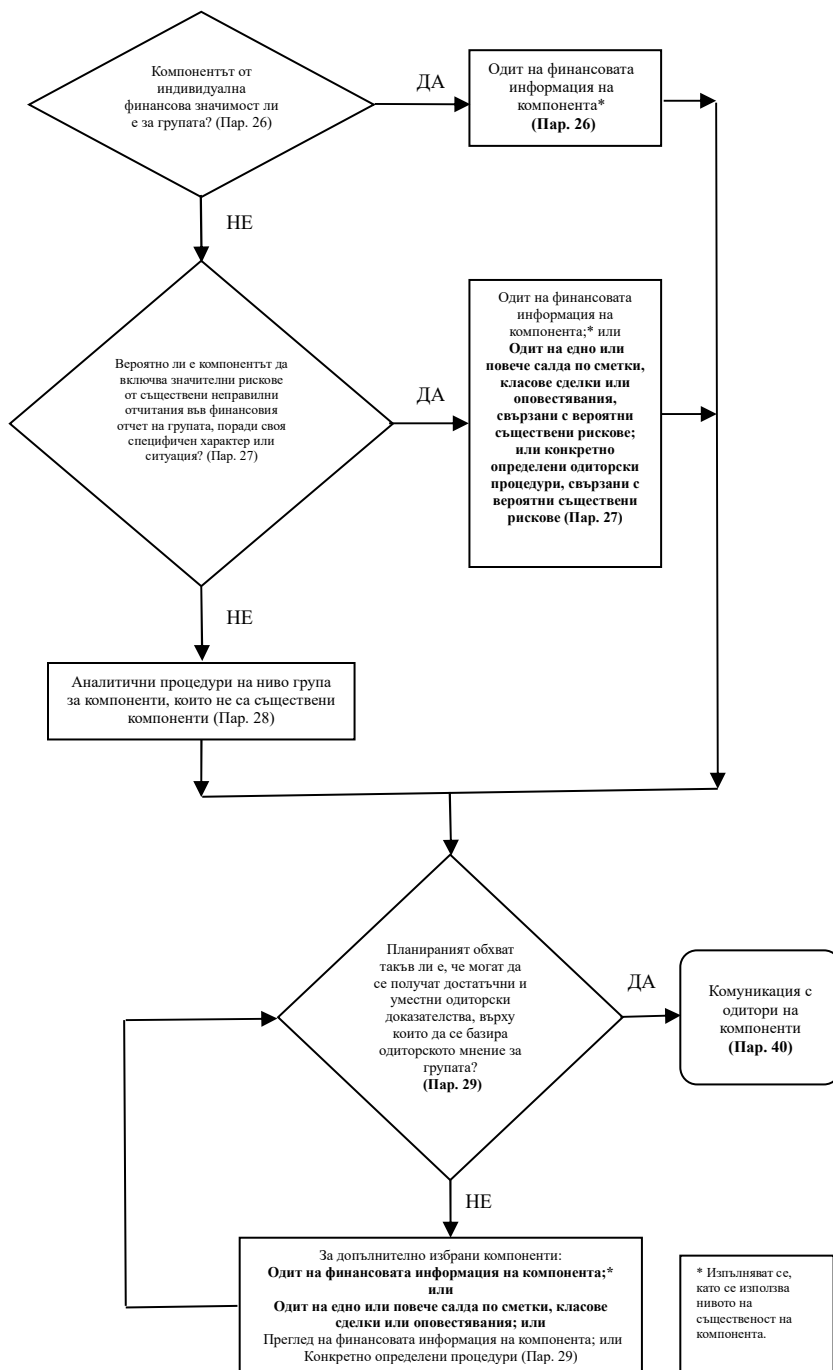 Компонентът от
индивидуална
финансова значимост ли
е за групата? (Пар. 26)
ДА
Одит на финансовата
информация на
компонента*
(Пар. 26)
НЕ
Вероятно ли е компонентът да
включва значителни рискове
от съществени неправилни
отчитания във финансовия
отчет на групата, поради своя
специфичен характер или
ситуация? (Пар. 27)
ДА
Одит на финансовата
информация на
компонента;* или
Одит на едно или
повече салда по сметки,
класове сделки или
оповестявания,
свързани с вероятни
съществени рискове;
или конкретно
определени одиторски
процедури, свързани с
вероятни съществени
рискове (Пар. 27)
НЕ
Аналитични процедури на ниво група
за компоненти, които не са съществени
компоненти (Пар. 28)
Планираният обхват
такъв ли е, че могат да
се получат достатъчни и
уместни одиторски
доказателства, върху
които да се базира
одиторското мнение за
групата?
(Пар. 29)
ДА
Комуникация с
одитори на
компоненти
(Пар. 40)
НЕ
За допълнително избрани компоненти:
Одит на финансовата информация на компонента;*
или
Одит на едно или повече салда по сметки, класове
сделки или оповестявания; или
Преглед на финансовата информация на компонента; или
Конкретно определени процедури (Пар. 29)
* Изпълняват се,
като се използва
нивото на
същественост на
компонента.